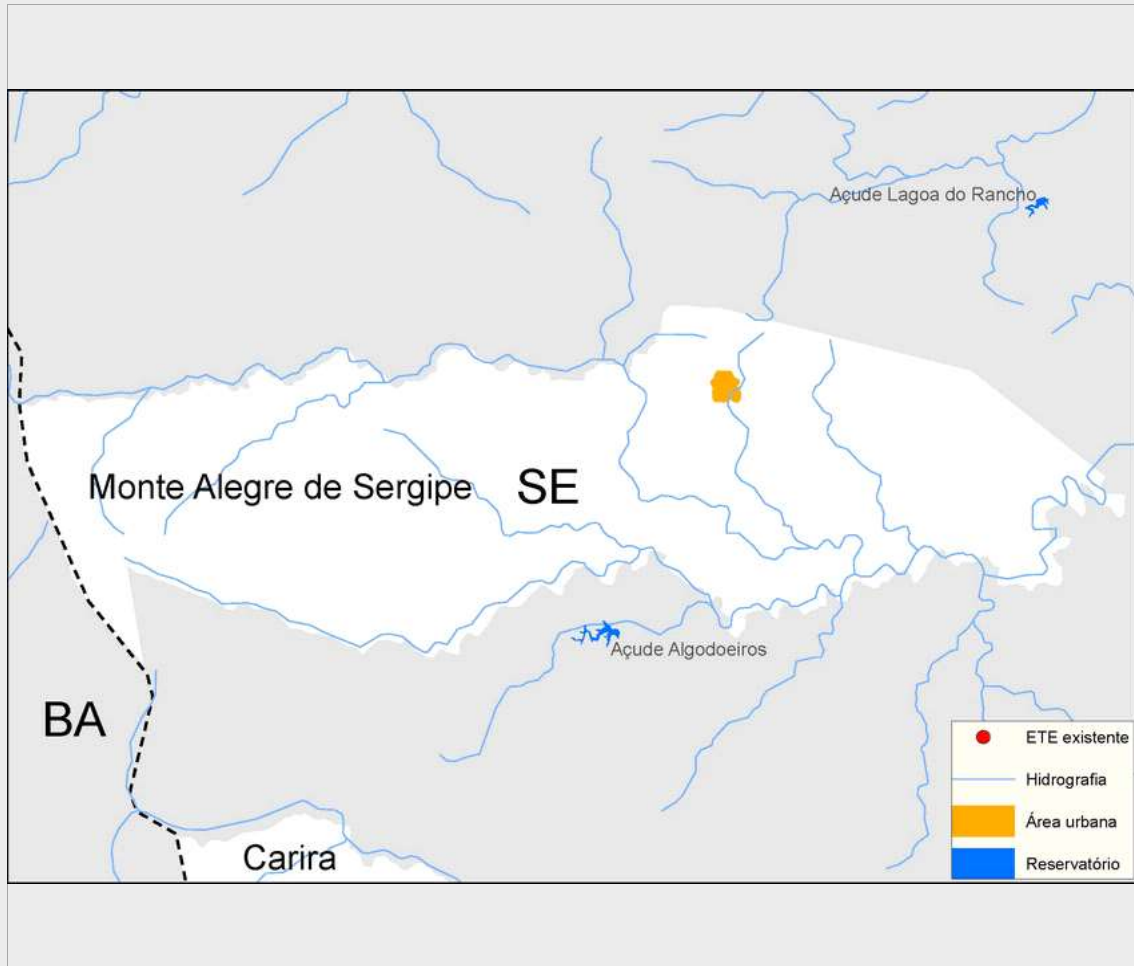 Açude Lagoa do Rancho
Monte Alegre de Sergipe
SE
Açude Algodoeiros
BA
Carira
ETE existente
Hidrografia
Área urbana
Reservatório